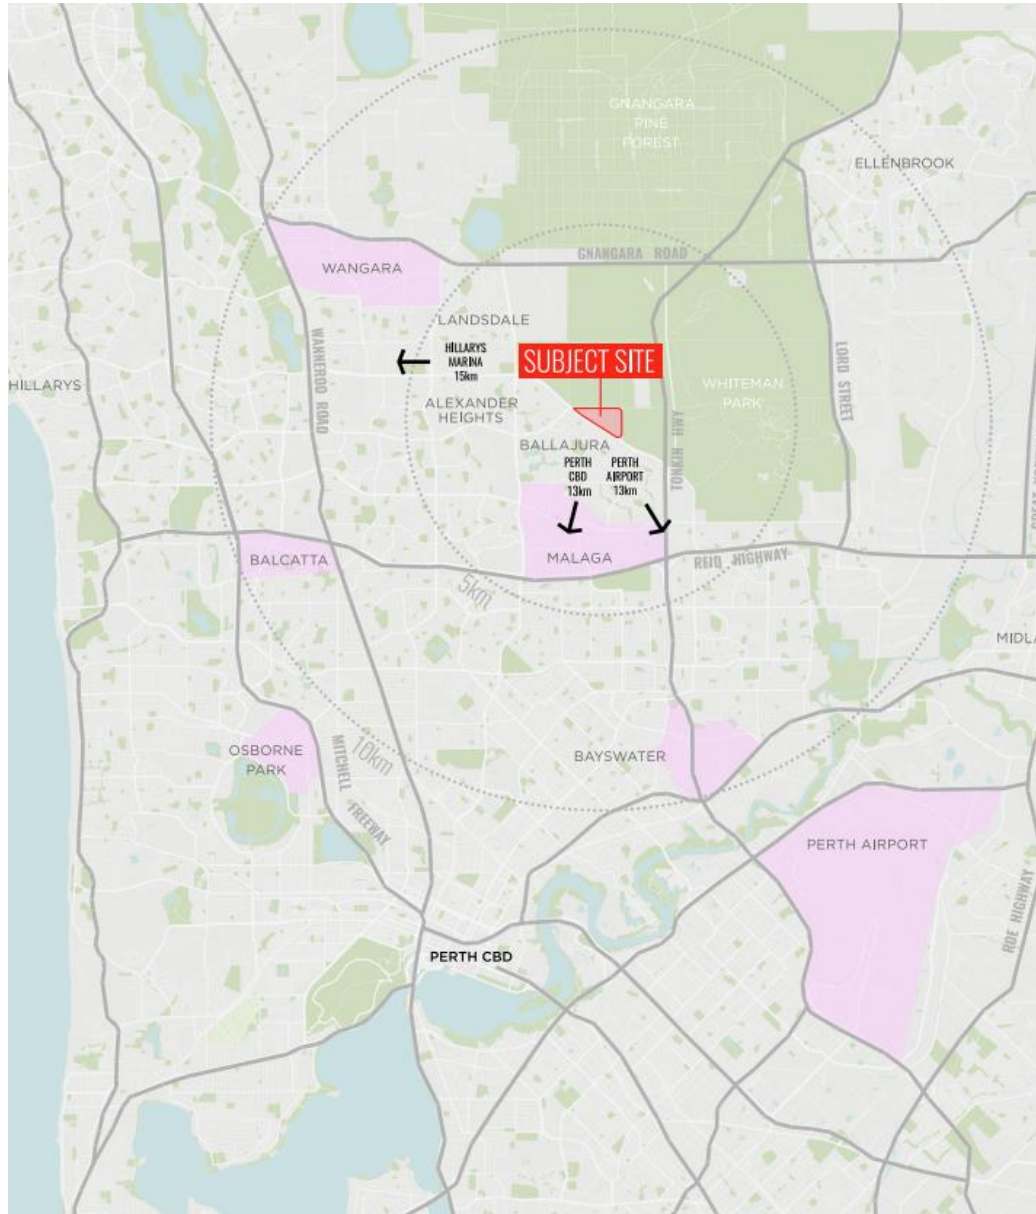 GNANGARA
PINE
FOREST
ELLENBROOK
GNANGARA ROAD
WANGARA
LANDSDALE
WANNEROO ROAD
HILLARYS
MARINA
15km
SUBJECT SITE
LORD STREET
HILLARYS
WHITEMAN
PARK
ALEXANDER
HEIGHTS
TONKIN HWY
BALLAJURA
PERTH
CBD
13km
PERTH
AIRPORT
13km
BALCATTA
MALAGA
REID HIGHWAY
5km
MIDLA
OSBORNE
PARK
MITCHELL FREEWAY
10km
BAYSWATER
PERTH AIRPORT
ROE HIGHWAY
PERTH CBD